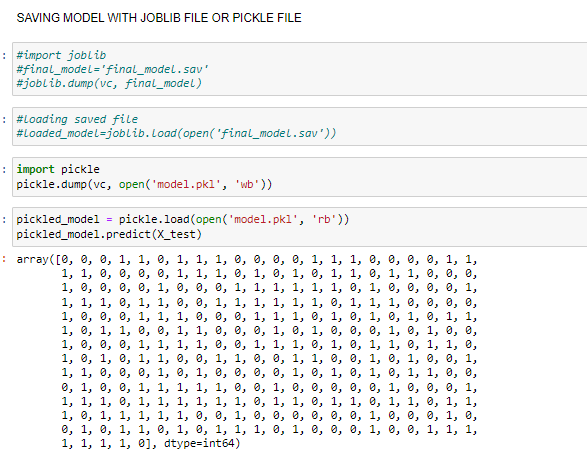 SAVING MODEL WITH JOBLIB FILE OR PICKLE FILE
: #import joblib
#final_model='final_model.sav'
#joblib.dump(vc, final_model)
: #loading saved file
#loaded_model=joblib.load(open('final_model.sav'))
: import pickle
pickle.dump(vc, open('model.pkl', 'wb'))
: pickled_model = pickle.load(open('model.pkl', 'rb'))
pickled_model.predict(X_test)
: array([0, 0, 0, 1, 1, 0, 1, 1, 1, 0, 0, 0, 0, 1, 1, 1, 0, 0, 0, 0, 1, 1,
1, 1, 0, 0, 0, 0, 1, 1, 1, 0, 1, 0, 1, 0, 1, 1, 0, 1, 1, 0, 0, 0,
1, 0, 0, 0, 0, 1, 0, 0, 0, 1, 1, 1, 1, 1, 0, 1, 0, 0, 0, 0, 0, 1,
1, 1, 1, 0, 1, 1, 0, 0, 1, 1, 1, 1, 1, 1, 0, 1, 1, 1, 0, 0, 0, 0,
1, 0, 0, 0, 1, 1, 1, 0, 0, 1, 1, 1, 1, 0, 1, 0, 0, 1, 0, 1, 1, 1,
1, 0, 1, 1, 0, 0, 1, 1, 0, 0, 0, 1, 0, 1, 0, 0, 0, 1, 0, 1, 0, 0,
1, 0, 0, 0, 1, 1, 1, 1, 0, 0, 1, 1, 1, 0, 1, 1, 0, 1, 0, 1, 1, 0,
1, 0, 1, 0, 1, 1, 0, 0, 1, 1, 0, 0, 1, 1, 0, 0, 1, 0, 1, 0, 0, 1,
1, 1, 0, 0, 0, 1, 0, 1, 0, 0, 0, 0, 1, 0, 1, 0, 1, 0, 1, 1, 0, 0,
0, 1, 0, 0, 1, 1, 1, 1, 1, 0, 0, 1, 0, 0, 0, 0, 0, 1, 0, 0, 0, 1,
1, 1, 1, 0, 1, 1, 1, 1, 1, 1, 0, 1, 1, 0, 1, 1, 0, 1, 1, 0, 1, 1,
1, 0, 1, 1, 1, 1, 1, 0, 0, 1, 0, 0, 0, 0, 0, 1, 0, 0, 0, 1, 0,
0, 1, 0, 1, 1, 0, 1, 0, 1, 1, 1, 0, 1, 0, 0, 0, 1, 0, 0, 1, 1, 1,
1, 1, 1, 1, 0], dtype=int64)